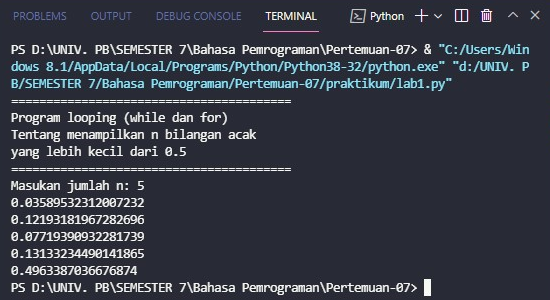 PROBLEMS OUTPUT DEBUG CONSOLE TERMINAL Python
PS D:\UNIV. PB\SEMESTER 7\Bahasa Pemrograman\Pertemuan-07> & "C:/Users/Win
dows 8.1/AppData/Local/Programs/Python/Python38-32/python.exe" "d:/UNIV. P
B/SEMESTER 7/Bahasa Pemrograman/Pertemuan-07/praktikum/lab1.py"
========================================
Program looping (while dan for)
Tentang menampilkan n bilangan acak
yang lebih kecil dari 0.5
========================================
Masukan jumlah n: 5
0.03589532312007232
0.12193181967282696
0.07719390932281739
0.13133234490141865
0.4963387036676874
PS D:\UNIV. PB\SEMESTER 7\Bahasa Pemrograman\Pertemuan-07>